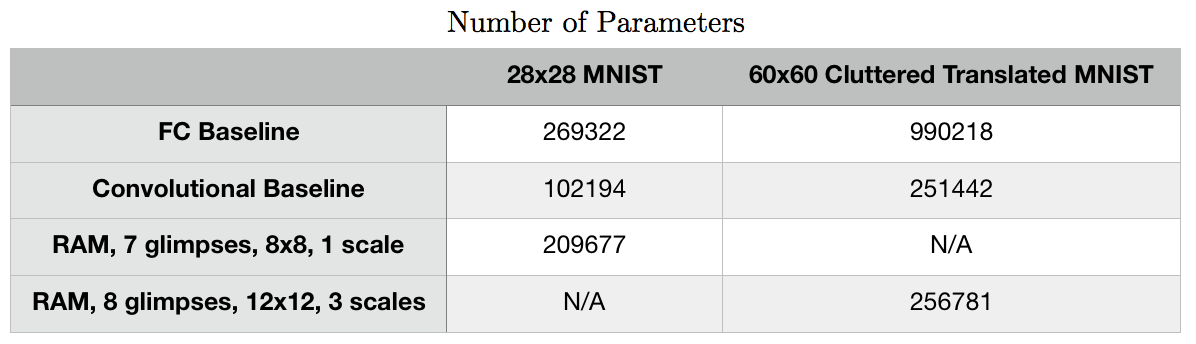 Number of Parameters
28x28 MNIST 60x60 Cluttered Translated MNIST
FC Baseline 269322 990218
Convolutional Baseline 102194 251442
RAM, 7 glimpses, 8x8, 1 scale 209677 N/A
RAM, 8 glimpses, 12x12, 3 scales N/A 256781